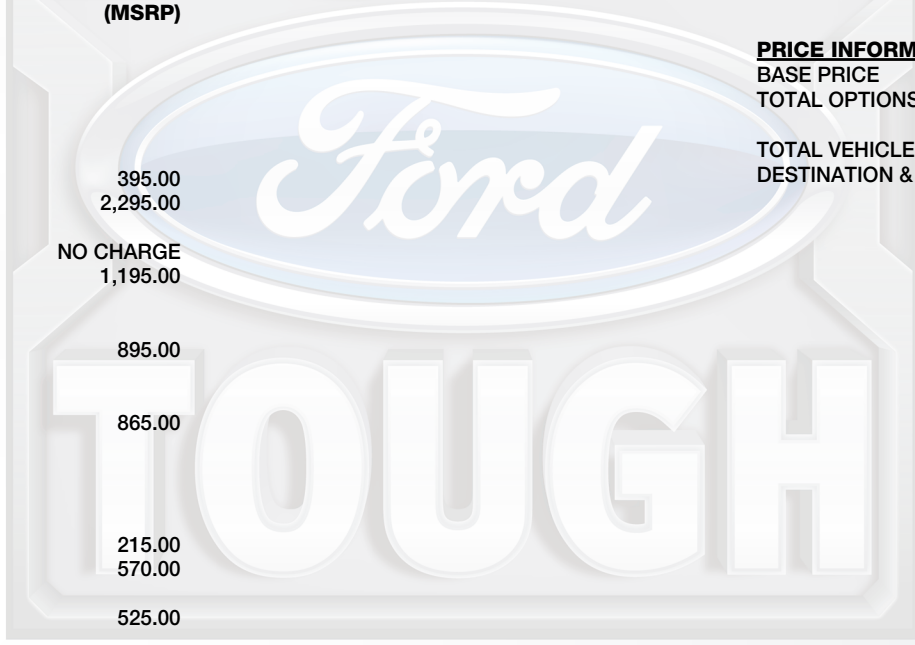 (MSRP)
395.00
2,295.00
NO CHARGE
1,195.00
895.00
865.00
215.00
570.00
525.00
PRICE INFORM
BASE PRICE
TOTAL OPTIONS
TOTAL VEHICLE
DESTINATION &
Ford
TOUGH